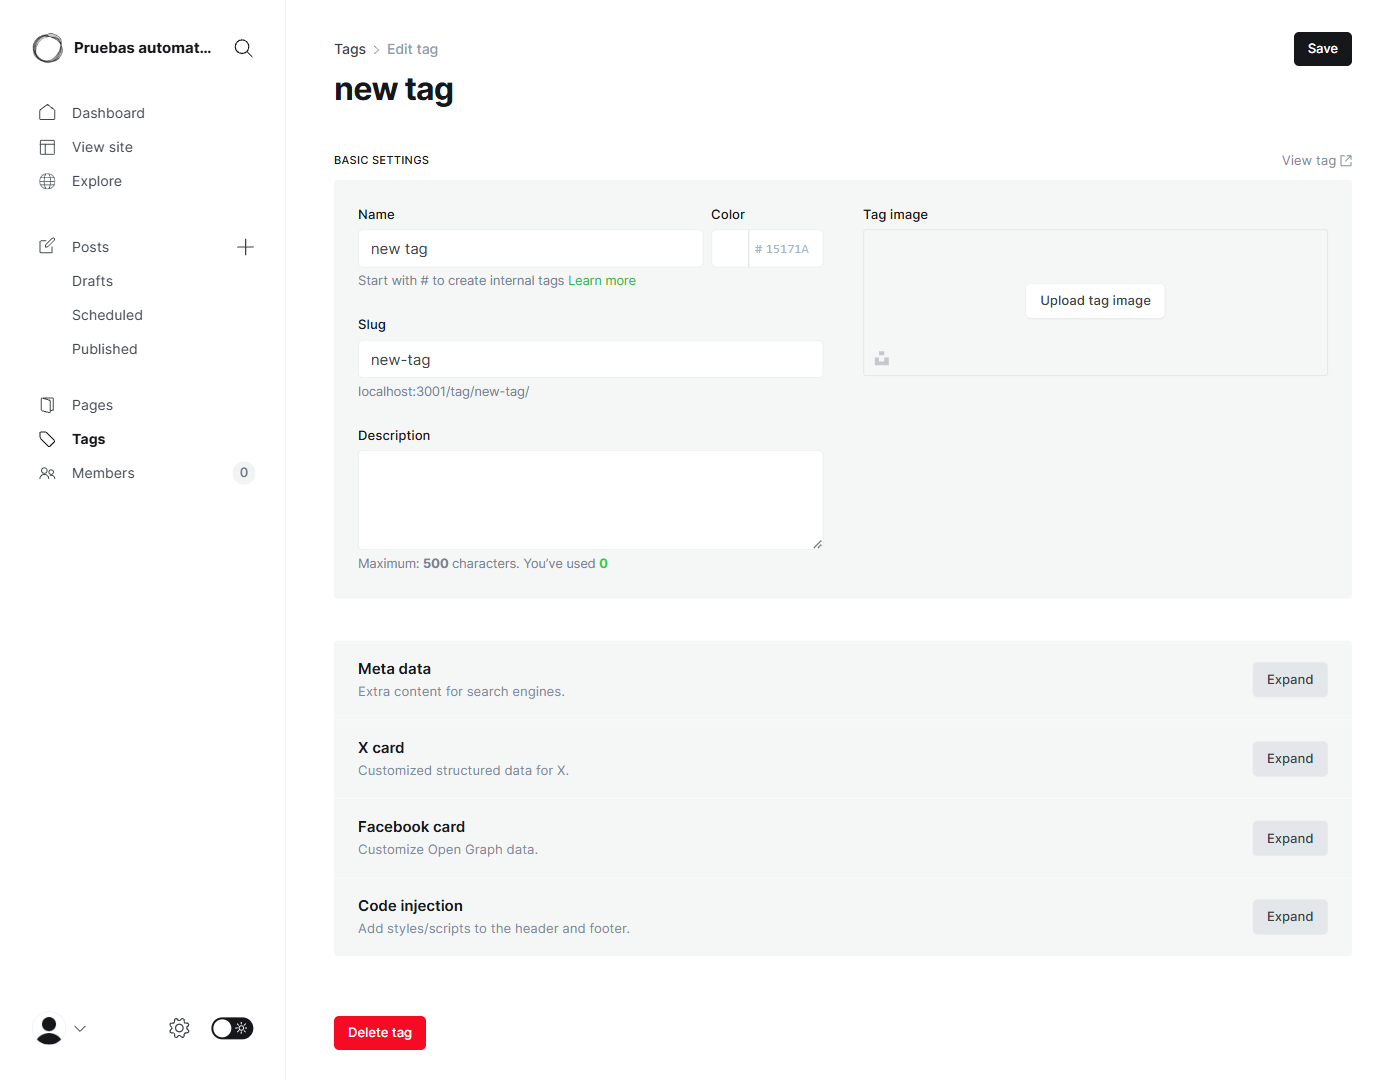 Pruebas automat...
Dashboard
View site
Explore
Posts
Drafts
Scheduled
Published
Pages
Tags
Members 0
Tags > Edit tag
Save
new tag
BASIC SETTINGS
View tag
Name
new tag
Start with # to create internal tags Learn more
Color
# 15171A
Slug
new-tag
localhost:3001/tag/new-tag/
Description
Maximum: 500 characters. You’ve used 0
Tag image
Upload tag image
Meta data
Extra content for search engines.
Expand
X card
Customized structured data for X.
Expand
Facebook card
Customize Open Graph data.
Expand
Code injection
Add styles/scripts to the header and footer.
Expand
Delete tag